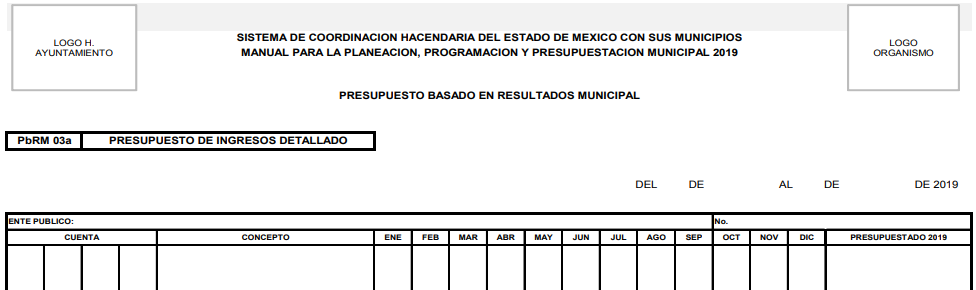 LOGO H.
AYUNTAMIENTO
SISTEMA DE COORDINACION HACENDARIA DEL ESTADO DE MEXICO CON SUS MUNICIPIOS
MANUAL PARA LA PLANEACION, PROGRAMACION Y PRESUPUESTACION MUNICIPAL 2019
LOGO
ORGANISMO
PRESUPUESTO BASADO EN RESULTADOS MUNICIPAL
PbRM 03a PRESUPUESTO DE INGRESOS DETALLADO
DEL DE AL DE DE 2019
ENTE PUBLICO: No.
CUENTA CONCEPTO ENE FEB MAR ABR MAY JUN JUL AGO SEP OCT NOV DIC PRESUPUESTADO 2019